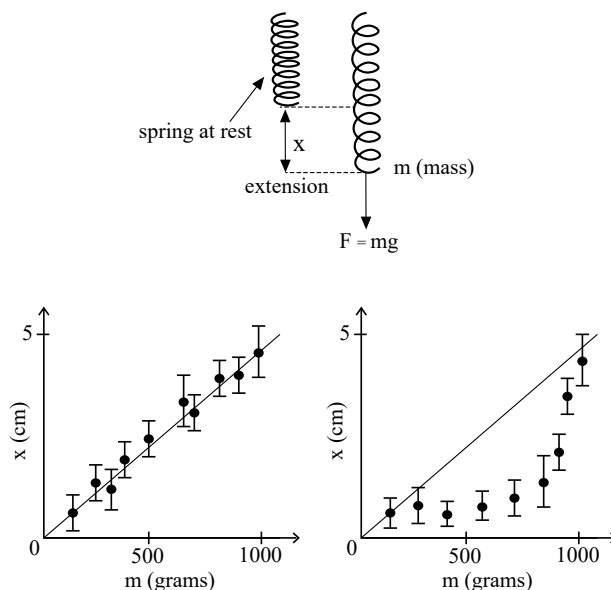 spring at rest
x
extension
m (mass)
F = mg
5
x (cm)
0
500
1000
m (grams)
5
x (cm)
0
500
1000
m (grams)